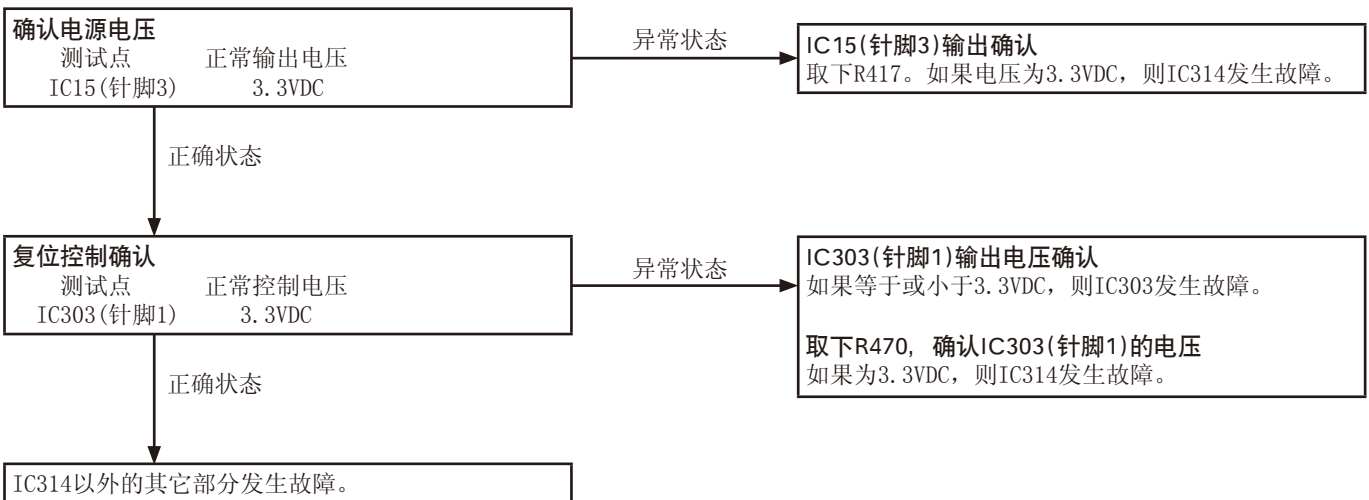 确认电源电压
测试点 正常输出电压
IC15(针脚3) 3.3VDC
异常状态
IC15(针脚3)输出确认
取下R417。如果电压为3.3VDC，则IC314发生故障。
正确状态
复位控制确认
测试点 正常控制电压
IC303(针脚1) 3.3VDC
异常状态
IC303(针脚1)输出电压确认
如果等于或小于3.3VDC，则IC303发生故障。
取下R470，确认IC303(针脚1)的电压
如果为3.3VDC，则IC314发生故障。
正确状态
IC314以外的其它部分发生故障。